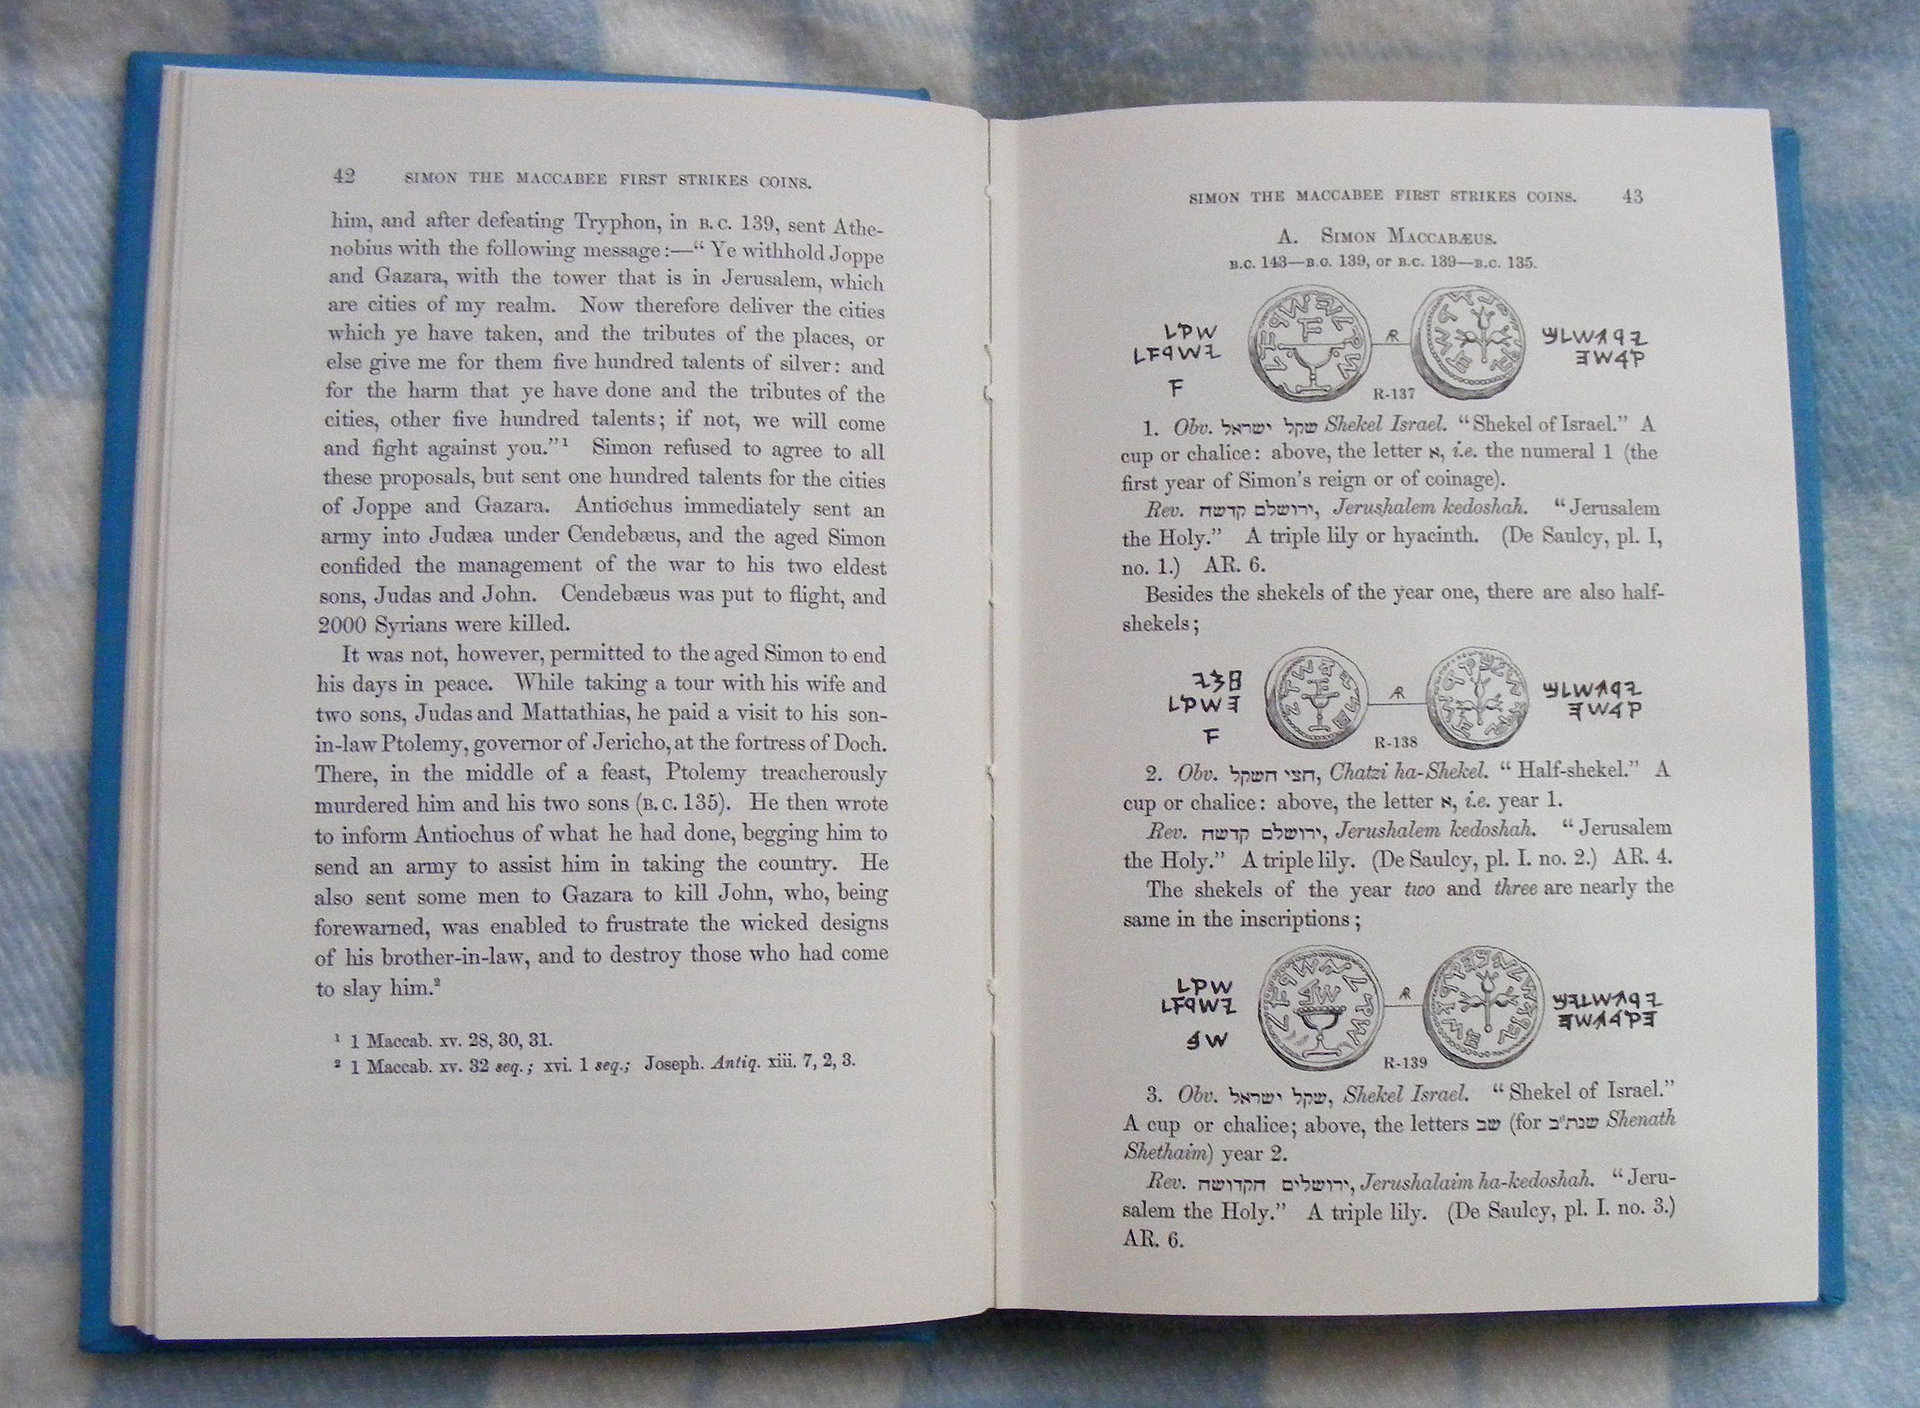 42 SIMON THE MACCABEE FIRST STRIKES COINS.
him, and after defeating Tryphon, in B.C. 139, sent Athe-
nobius with the following message:—“ Ye withhold Joppe
and Gazara, with the tower that is in Jerusalem, which
are cities of my realm. Now therefore deliver the cities
which ye have taken, and the tributes of the places, or
else give me for them five hundred talents of silver: and
for the harm that ye have done and the tributes of the
cities, other five hundred talents; if not, we will come
and fight against you.”¹ Simon refused to agree to all
these proposals, but sent one hundred talents for the cities
of Joppe and Gazara. Antiochus immediately sent an
army into Judæa under Cendebæus, and the aged Simon
confided the management of the war to his two eldest
sons, Judas and John. Cendebæus was put to flight, and
2000 Syrians were killed.
It was not, however, permitted to the aged Simon to end
his days in peace. While taking a tour with his wife and
two sons, Judas and Mattathias, he paid a visit to his son-
in-law Ptolemy, governor of Jericho, at the fortress of Doch.
There, in the middle of a feast, Ptolemy treacherously
murdered him and his two sons (B.C. 135). He then wrote
to inform Antiochus of what he had done, begging him to
send an army to assist him in taking the country. He
also sent some men to Gazara to kill John, who, being
forewarned, was enabled to frustrate the wicked designs
of his brother-in-law, and to destroy those who had come
to slay him.²
¹ 1 Maccab. xv. 28, 30, 31.
² 1 Maccab. xv. 32 seq.; xvi. 1 seq.; Joseph. Antiq. xiii. 7, 2, 3.
SIMON THE MACCABEE FIRST STRIKES COINS. 43
A. SIMON MACCABÆUS.
B.C. 143—B.C. 139, or B.C. 139—B.C. 135.
R-137
1. Obv. שקל ישראל Shekel Israel. “Shekel of Israel.” A
cup or chalice: above, the letter א, i.e. the numeral 1 (the
first year of Simon's reign or of coinage).
Rev. ירושלם קדשה, Jerushalem kedoshah. “Jerusalem
the Holy.” A triple lily or hyacinth. (De Saulcy, pl. I,
no. 1.) AR. 6.
Besides the shekels of the year one, there are also half-
shekels;
R-138
2. Obv. חצי השקל, Chatzi ha-Shekel. “Half-shekel.” A
cup or chalice: above, the letter א, i.e. year 1.
Rev. ירושלם קדשה, Jerushalem kedoshah. “Jerusalem
the Holy.” A triple lily. (De Saulcy, pl. I. no. 2.) AR. 4.
The shekels of the year two and three are nearly the
same in the inscriptions;
R-139
3. Obv. שקל ישראל, Shekel Israel. “Shekel of Israel.”
A cup or chalice; above, the letters שב (for שנת״ב Shenath
Shethaim) year 2.
Rev. ירושלים הקדושה, Jerushalaim ha-kedoshah. “Jeru-
salem the Holy.” A triple lily. (De Saulcy, pl. I. no. 3.)
AR. 6.